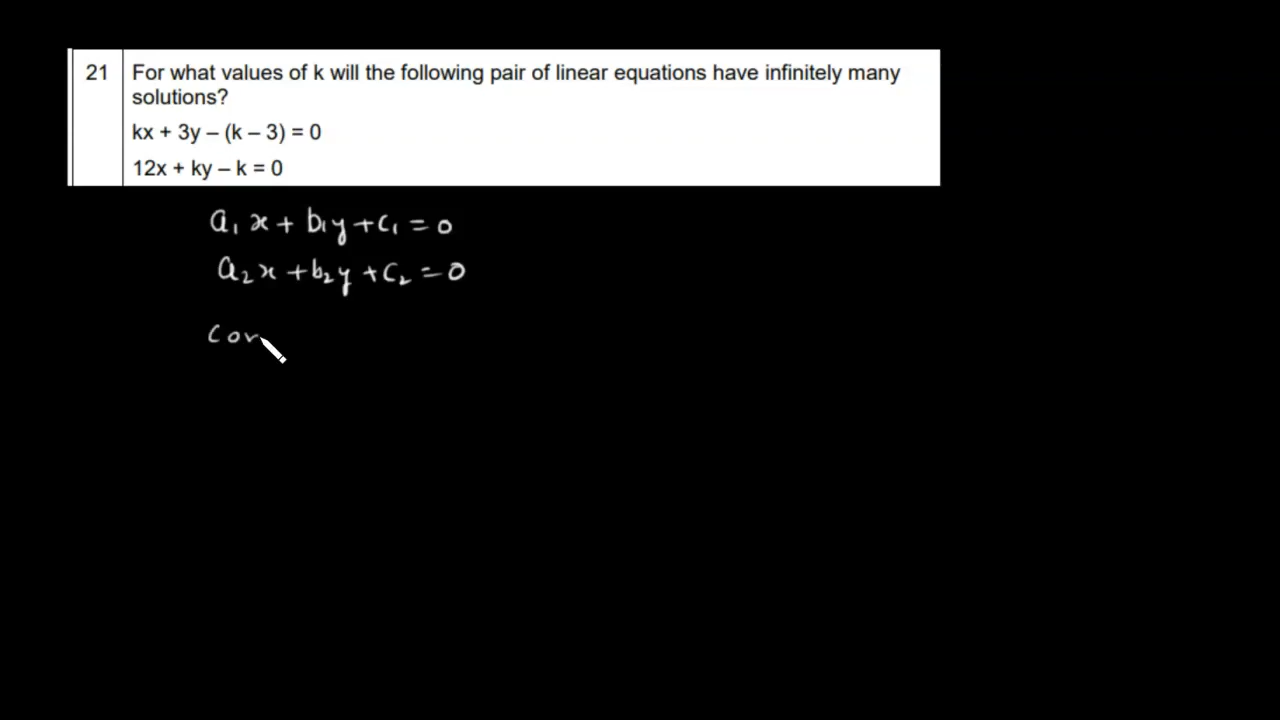 21 For what values of k will the following pair of linear equations have infinitely many
solutions?
kx + 3y – (k – 3) = 0
12x + ky – k = 0
a₁x + b₁y + c₁ = 0
a₂x + b₂y + c₂ = 0
Con